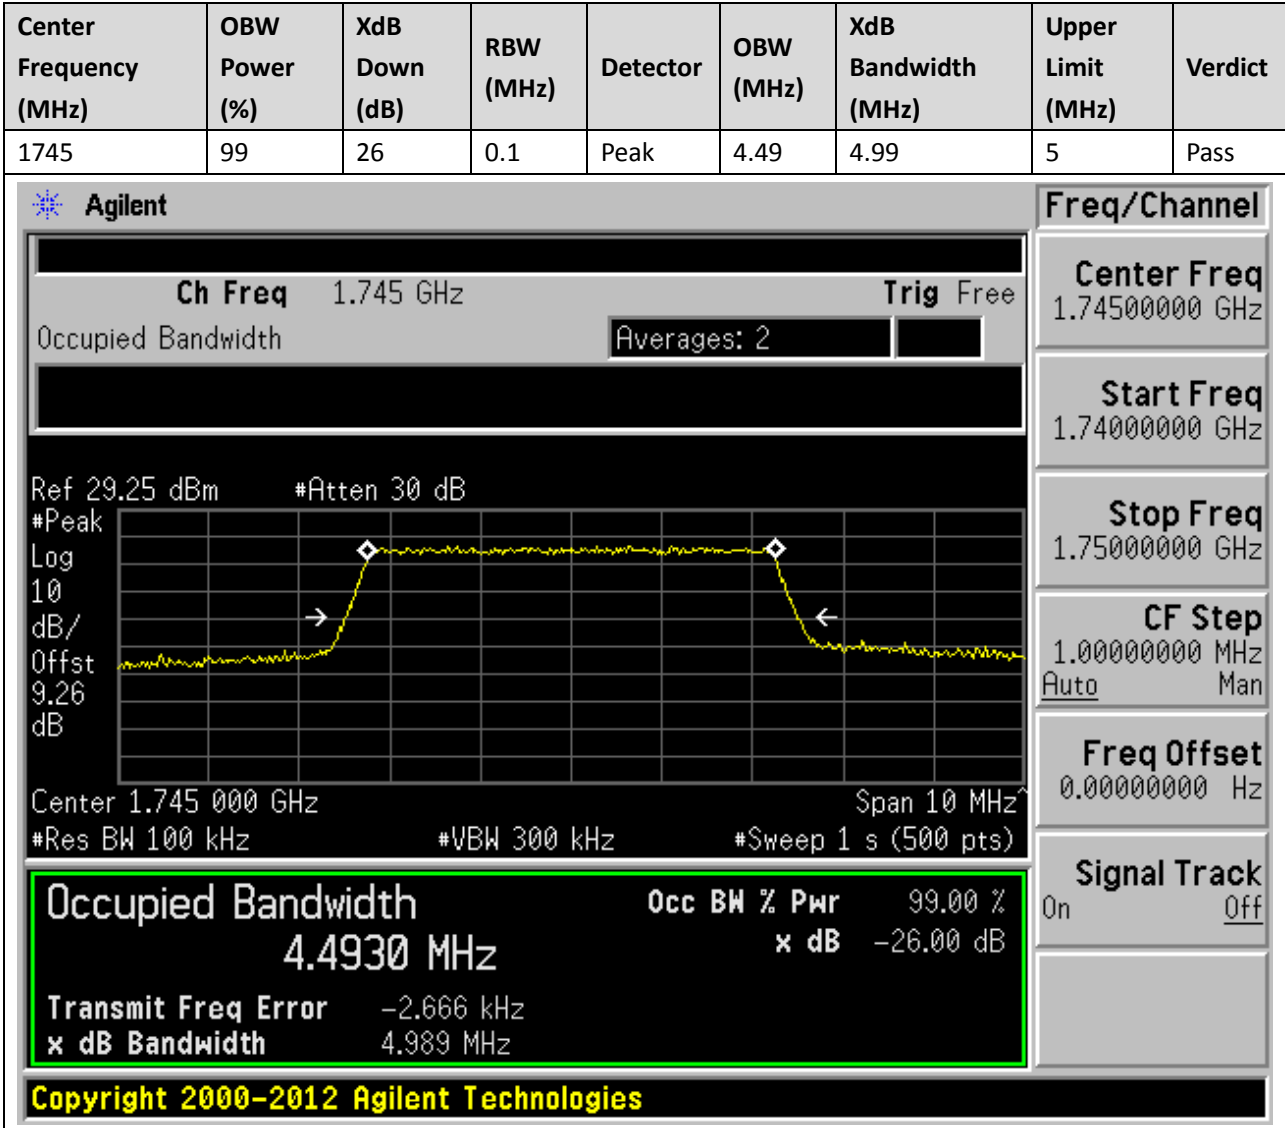 Center Frequency (MHz) OBW Power (%) XdB Down (dB) RBW (MHz) Detector OBW (MHz) XdB Bandwidth (MHz) Upper Limit (MHz) Verdict
1745 99 26 0.1 Peak 4.49 4.99 5 Pass
Agilent
Freq/Channel
Ch Freq 1.745 GHz Trig Free
Occupied Bandwidth Averages: 2
Center Freq
1.74500000 GHz
Start Freq
1.74000000 GHz
Stop Freq
1.75000000 GHz
CF Step
1.00000000 MHz
Auto Man
Freq Offset
0.00000000 Hz
Signal Track
On Off
Ref 29.25 dBm #Atten 30 dB
#Peak
Log
10
dB/
Offst
9.26
dB
Center 1.745 000 GHz Span 10 MHz^
#Res BW 100 kHz #VBW 300 kHz #Sweep 1 s (500 pts)
Occupied Bandwidth Occ BW % Pwr 99.00 %
4.4930 MHz x dB -26.00 dB
Transmit Freq Error -2.666 kHz
x dB Bandwidth 4.989 MHz
Copyright 2000-2012 Agilent Technologies